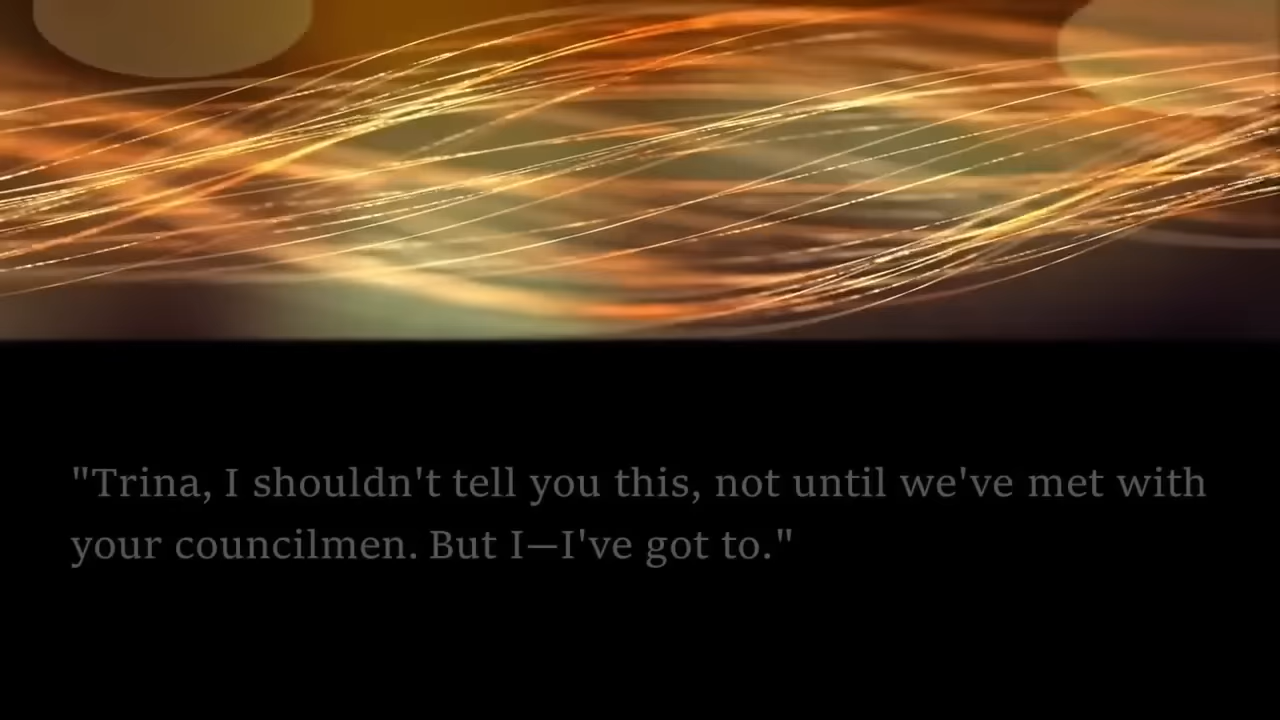 "Trina, I shouldn't tell you this, not until we've met with
your councilmen. But I—I've got to."